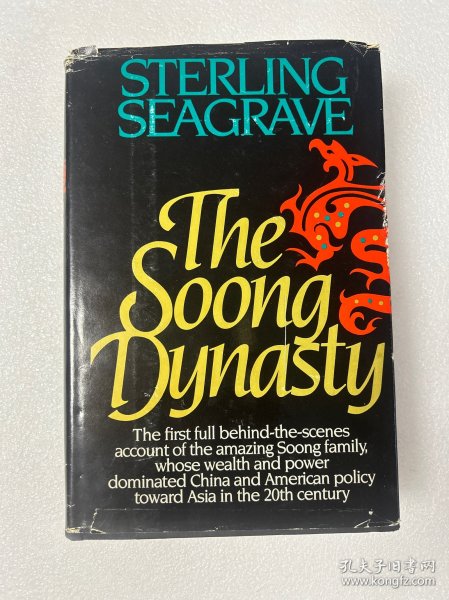 STERLING
SEAGRAVE
The
Soong
Dynasty
The first full behind-the-scenes
account of the amazing Soong family,
whose wealth and power
dominated China and American policy
toward Asia in the 20th century
孔夫子旧书网
www.kongfz.com